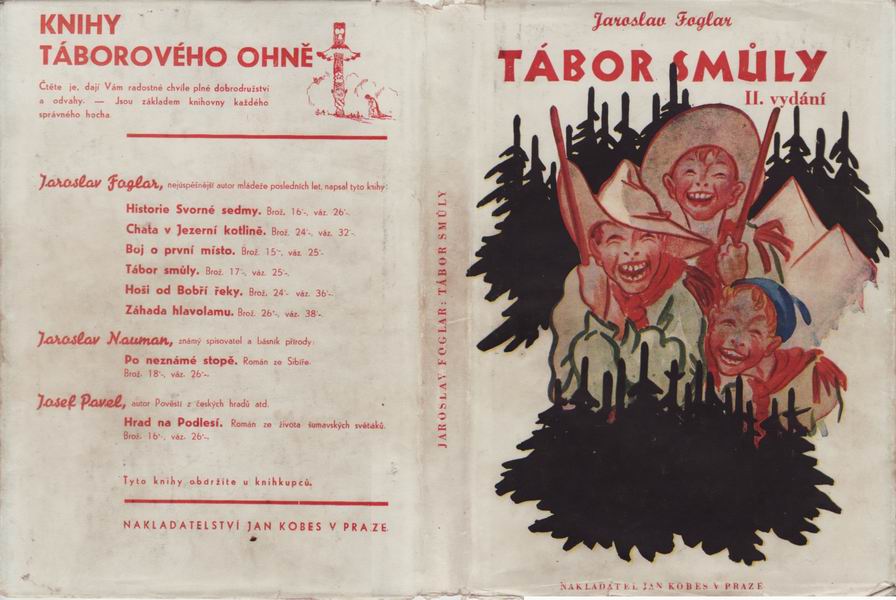 KNIHY
TÁBOROVÉHO OHNĚ
Čtěte je, dají Vám radostné chvíle plné dobrodružství
a odvahy. — Jsou základem knihovny každého
správného hocha.
Jaroslav Foglar, nejúspěšnější autor mládeže posledních let, napsal tyto knihy:
Historie Svorné sedmy. Brož. 16·-, váz. 26·-.
Chata v Jezerní kotlině. Brož. 24·-, váz. 32·-.
Boj o první místo. Brož. 15·-, váz. 25·-.
Tábor smůly. Brož. 17·-, váz. 25·-.
Hoši od Bobří řeky. Brož. 24·- váz. 36·-.
Záhada hlavolamu. Brož. 26·-, váz. 38·-.
Jaroslav Nauman, známý spisovatel a básník přírody:
Po neznámé stopě. Román ze Sibiře.
Brož. 18·-, váz. 26·-.
Josef Pavel, autor Pověstí z českých hradů atd.
Hrad na Podlesí. Román ze života šumavských světáků.
Brož. 16·-, váz. 26·-.
Tyto knihy obdržíte u knihkupců.
NAKLADATELSTVÍ JAN KOBES V PRAZE.
JAROSLAV FOGLAR: TÁBOR SMŮLY
Jaroslav Foglar
TÁBOR SMŮLY
II. vydání
NAKLADATEL JAN KOBES V PRAZE